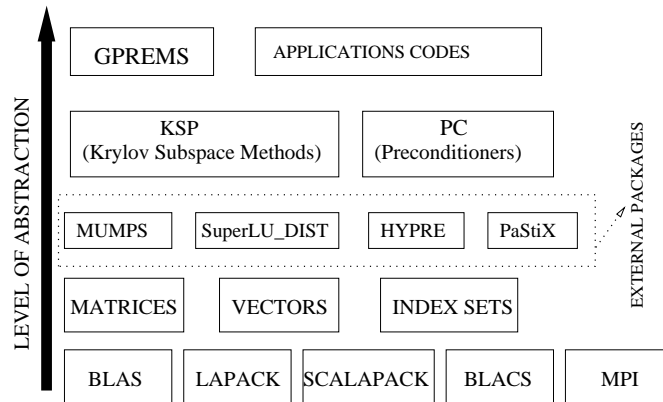 GPREMS
APPLICATIONS CODES
KSP
(Krylov Subspace Methods)
PC
(Preconditioners)
MUMPS
SuperLU_DIST
HYPRE
PaStiX
MATRICES
VECTORS
INDEX SETS
BLAS
LAPACK
SCALAPACK
BLACS
MPI
LEVEL OF ABSTRACTION
EXTERNAL PACKAGES